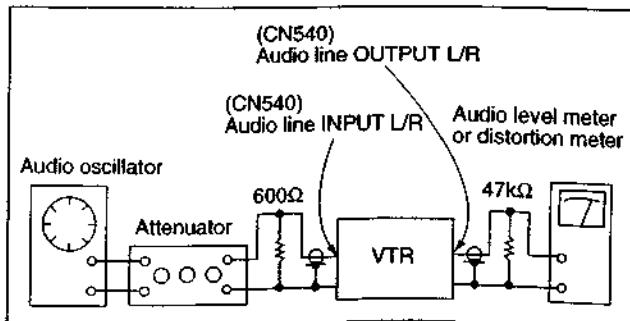 (CN540)
Audio line OUTPUT L/R
(CN540)
Audio line INPUT L/R
Audio level meter
or distortion meter
Audio oscillator
600Ω
47kΩ
Attenuator
VTR